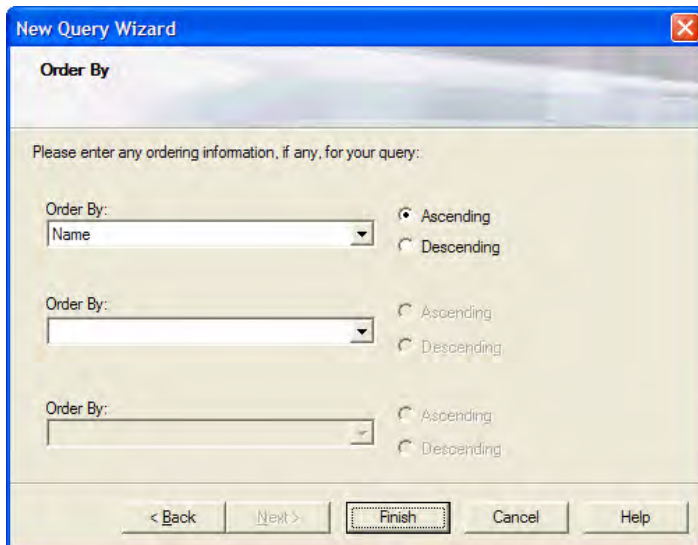 New Query Wizard
Order By
Please enter any ordering information, if any, for your query:
Order By:
Name
Ascending
Descending
Order By:
Ascending
Descending
Order By:
Ascending
Descending
< Back
Next >
Finish
Cancel
Help